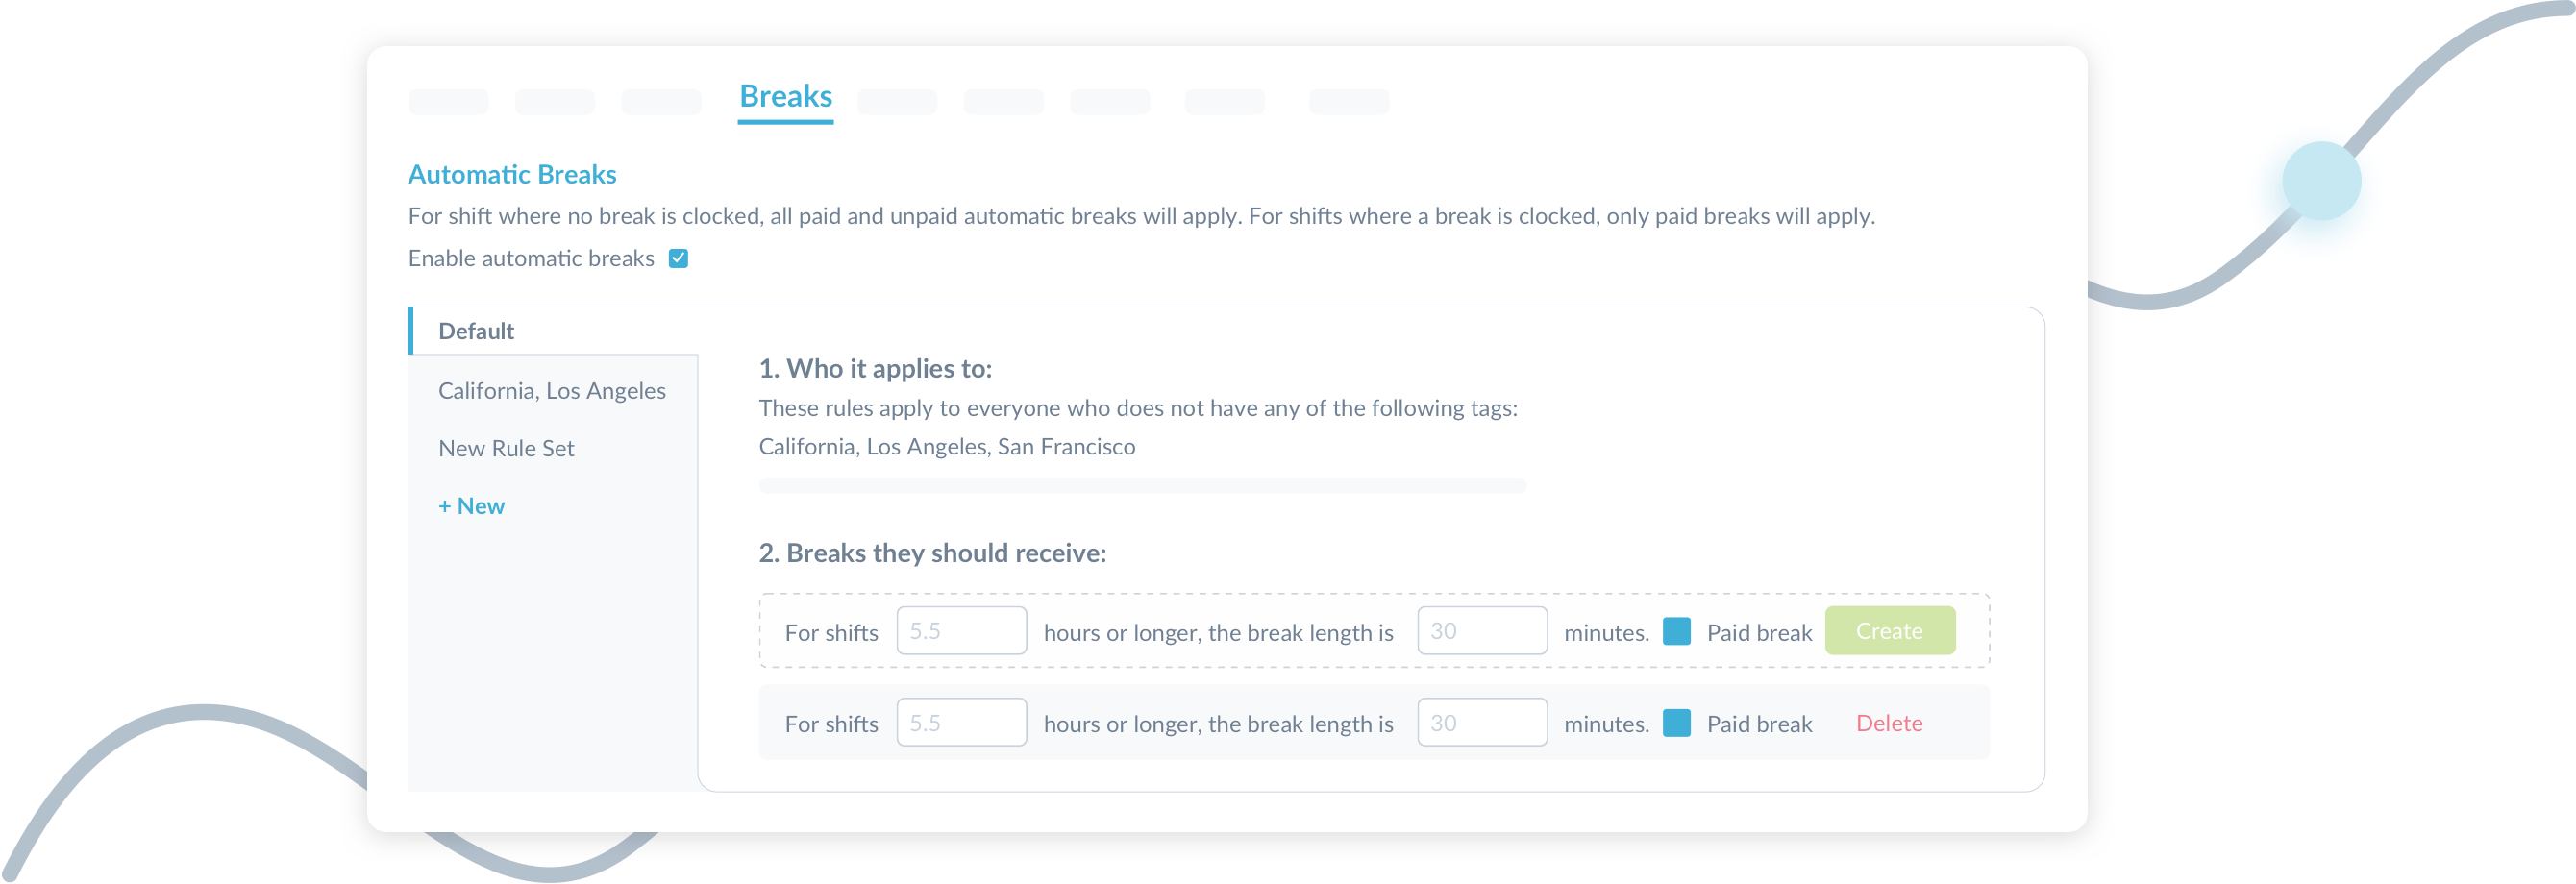 Breaks
Automatic Breaks
For shift where no break is clocked, all paid and unpaid automatic breaks will apply. For shifts where a break is clocked, only paid breaks will apply.
Enable automatic breaks
Default
California, Los Angeles
New Rule Set
+ New
1. Who it applies to:
These rules apply to everyone who does not have any of the following tags:
California, Los Angeles, San Francisco
2. Breaks they should receive:
For shifts 5.5 hours or longer, the break length is 30 minutes. Paid break Create
For shifts 5.5 hours or longer, the break length is 30 minutes. Paid break Delete